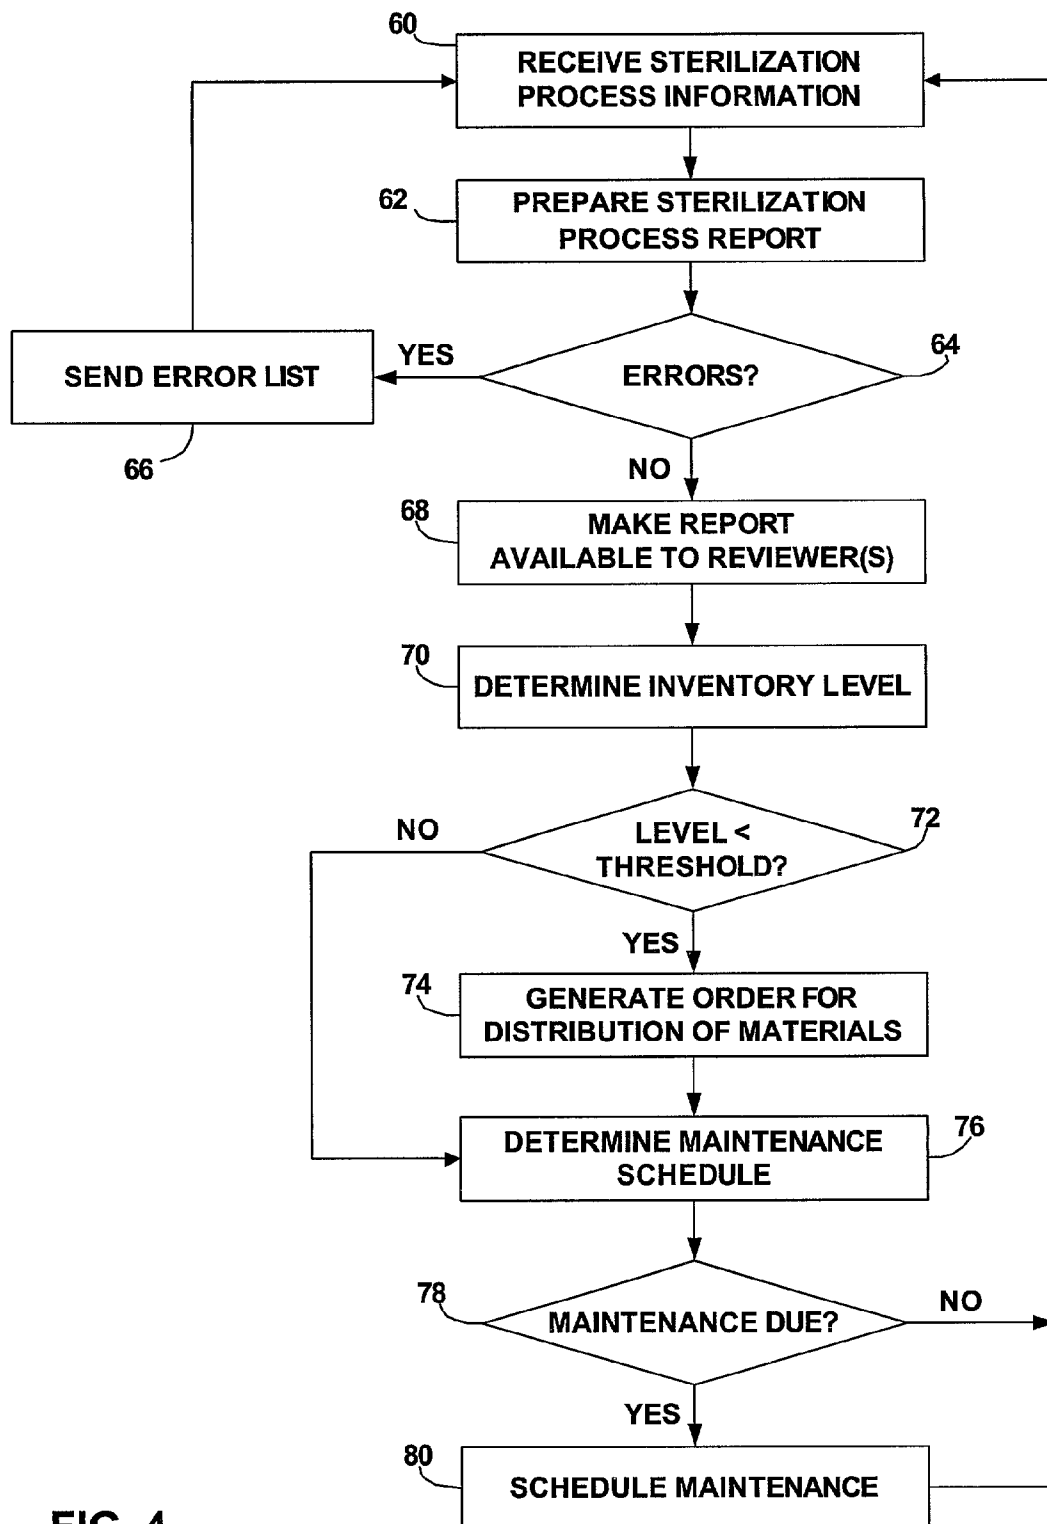 60
RECEIVE STERILIZATION
PROCESS INFORMATION
62
PREPARE STERILIZATION
PROCESS REPORT
64
ERRORS?
YES
SEND ERROR LIST
66
NO
68
MAKE REPORT
AVAILABLE TO REVIEWER(S)
70
DETERMINE INVENTORY LEVEL
72
LEVEL <
THRESHOLD?
NO
YES
74
GENERATE ORDER FOR
DISTRIBUTION OF MATERIALS
76
DETERMINE MAINTENANCE
SCHEDULE
78
MAINTENANCE DUE?
NO
YES
80
SCHEDULE MAINTENANCE
FIG. 4